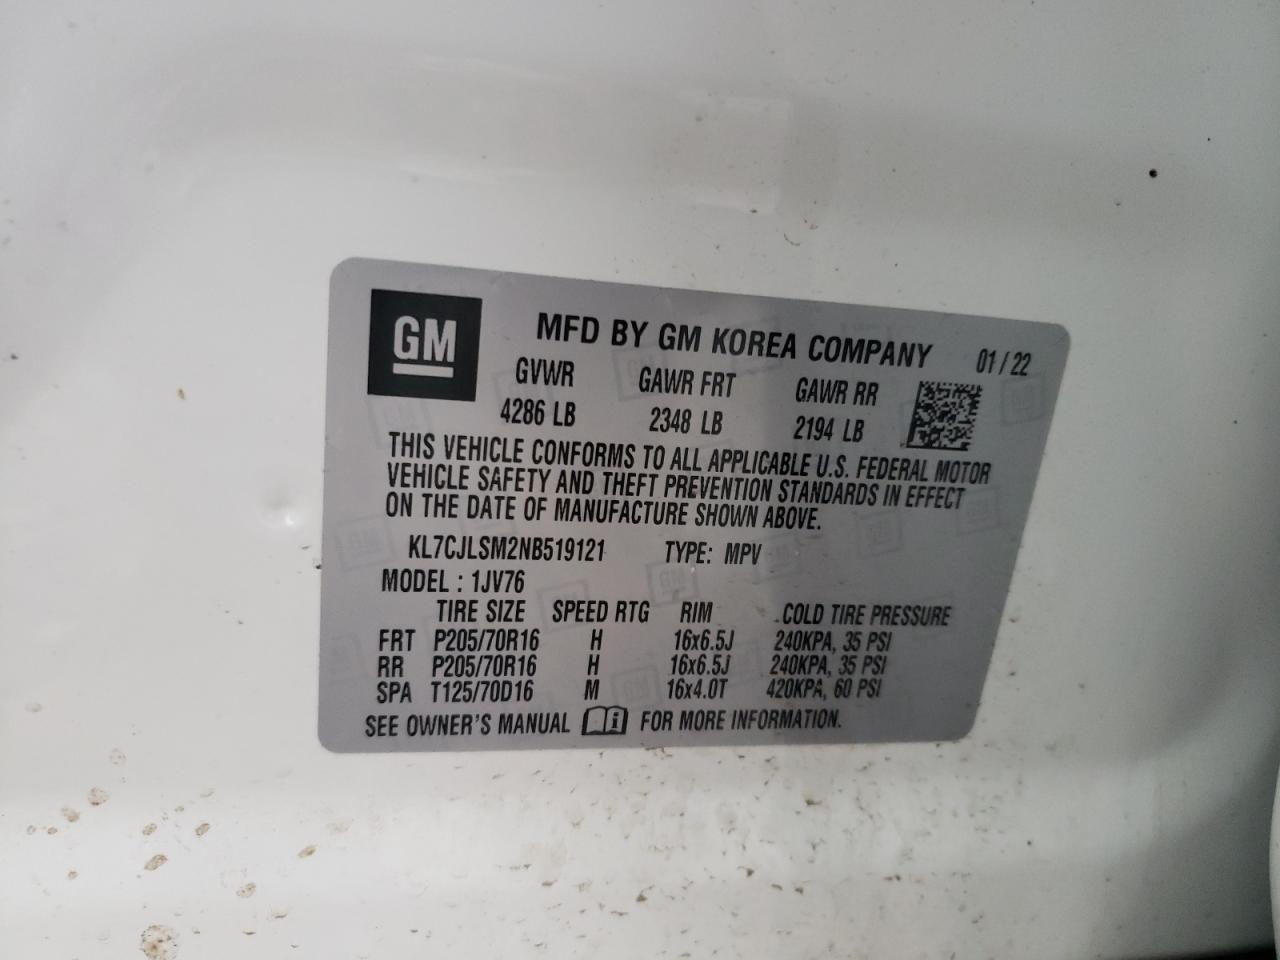 GM
MFD BY GM KOREA COMPANY 01/22
GVWR GAWR FRT GAWR RR
4286 LB 2348 LB 2194 LB
THIS VEHICLE CONFORMS TO ALL APPLICABLE U.S. FEDERAL MOTOR
VEHICLE SAFETY AND THEFT PREVENTION STANDARDS IN EFFECT
ON THE DATE OF MANUFACTURE SHOWN ABOVE.
KL7CJLSM2NB519121 TYPE: MPV
MODEL : 1JV76
TIRE SIZE SPEED RTG RIM COLD TIRE PRESSURE
FRT P205/70R16 H 16x6.5J 240KPA, 35 PSI
RR P205/70R16 H 16x6.5J 240KPA, 35 PSI
SPA T125/70D16 M 16x4.0T 420KPA, 60 PSI
SEE OWNER'S MANUAL i FOR MORE INFORMATION.